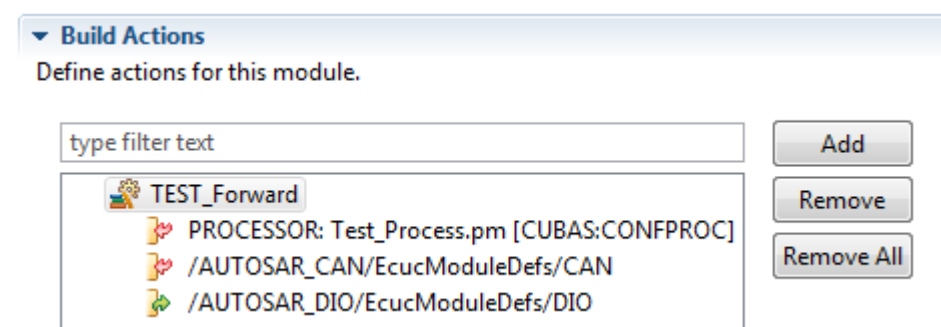 Build Actions
Define actions for this module.
type filter text
Add
TEST_Forward
Remove
PROCESSOR: Test_Process.pm [CUBAS:CONFPROC]
/AUTOSAR_CAN/EcucModuleDefs/CAN
Remove All
/AUTOSAR_DIO/EcucModuleDefs/DIO